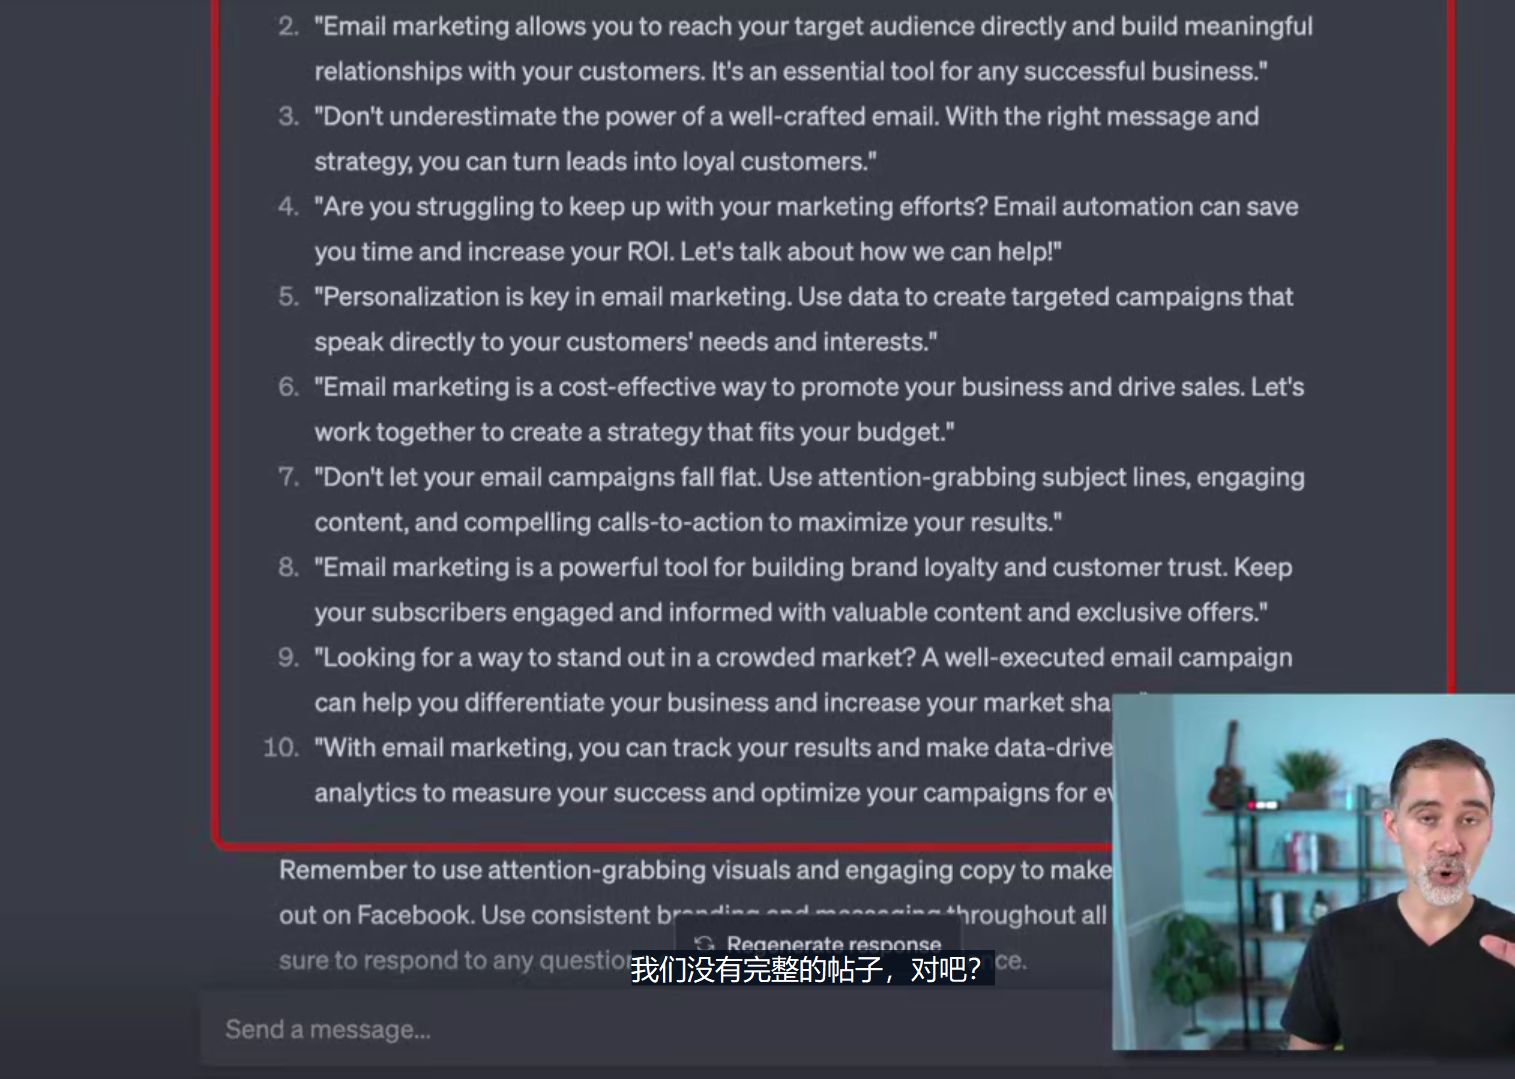 2. "Email marketing allows you to reach your target audience directly and build meaningful
relationships with your customers. It's an essential tool for any successful business."
3. "Don't underestimate the power of a well-crafted email. With the right message and
strategy, you can turn leads into loyal customers."
4. "Are you struggling to keep up with your marketing efforts? Email automation can save
you time and increase your ROI. Let's talk about how we can help!"
5. "Personalization is key in email marketing. Use data to create targeted campaigns that
speak directly to your customers' needs and interests."
6. "Email marketing is a cost-effective way to promote your business and drive sales. Let's
work together to create a strategy that fits your budget."
7. "Don't let your email campaigns fall flat. Use attention-grabbing subject lines, engaging
content, and compelling calls-to-action to maximize your results."
8. "Email marketing is a powerful tool for building brand loyalty and customer trust. Keep
your subscribers engaged and informed with valuable content and exclusive offers."
9. "Looking for a way to stand out in a crowded market? A well-executed email campaign
can help you differentiate your business and increase your market sha
10. "With email marketing, you can track your results and make data-drive
analytics to measure your success and optimize your campaigns for ev
Remember to use attention-grabbing visuals and engaging copy to make
out on Facebook. Use consistent branding and messaging throughout all
Regenerate response
sure to respond to any question nce.
我们没有完整的帖子，对吧？
Send a message...